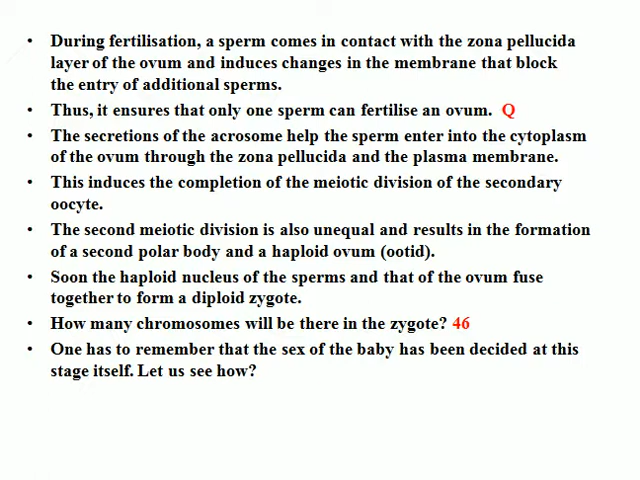 • During fertilisation, a sperm comes in contact with the zona pellucida
layer of the ovum and induces changes in the membrane that block
the entry of additional sperms.
• Thus, it ensures that only one sperm can fertilise an ovum. Q
• The secretions of the acrosome help the sperm enter into the cytoplasm
of the ovum through the zona pellucida and the plasma membrane.
• This induces the completion of the meiotic division of the secondary
oocyte.
• The second meiotic division is also unequal and results in the formation
of a second polar body and a haploid ovum (ootid).
• Soon the haploid nucleus of the sperms and that of the ovum fuse
together to form a diploid zygote.
• How many chromosomes will be there in the zygote? 46
• One has to remember that the sex of the baby has been decided at this
stage itself. Let us see how?